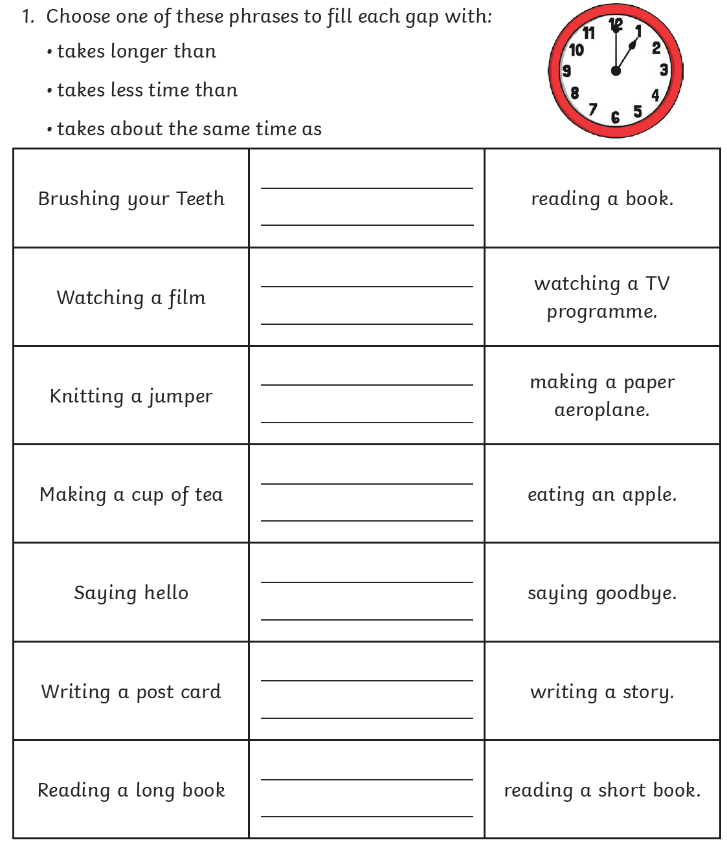 1. Choose one of these phrases to fill each gap with:
• takes longer than
• takes less time than
• takes about the same time as
12
1
2
3
4
5
6
7
8
9
10
11
Brushing your Teeth
reading a book.
Watching a film
watching a TV
programme.
Knitting a jumper
making a paper
aeroplane.
Making a cup of tea
eating an apple.
Saying hello
saying goodbye.
Writing a post card
writing a story.
Reading a long book
reading a short book.